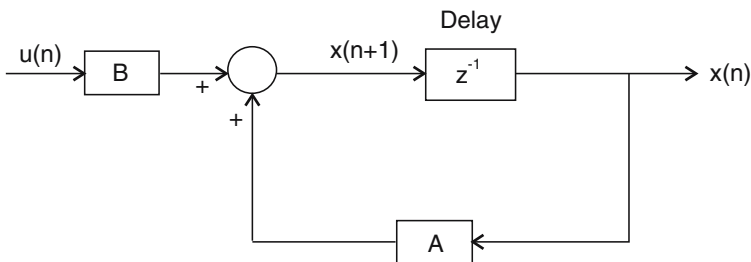 Delay
u(n)
B
+
+
x(n+1)
z⁻¹
x(n)
A